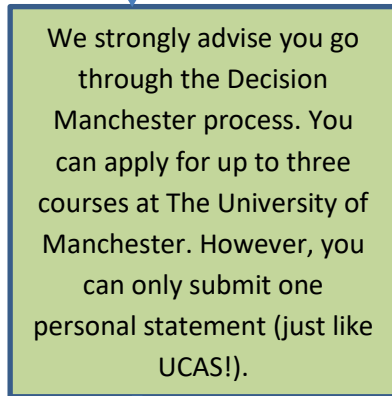 We strongly advise you go
through the Decision
Manchester process. You
can apply for up to three
courses at The University of
Manchester. However, you
can only submit one
personal statement (just like
UCAS!).